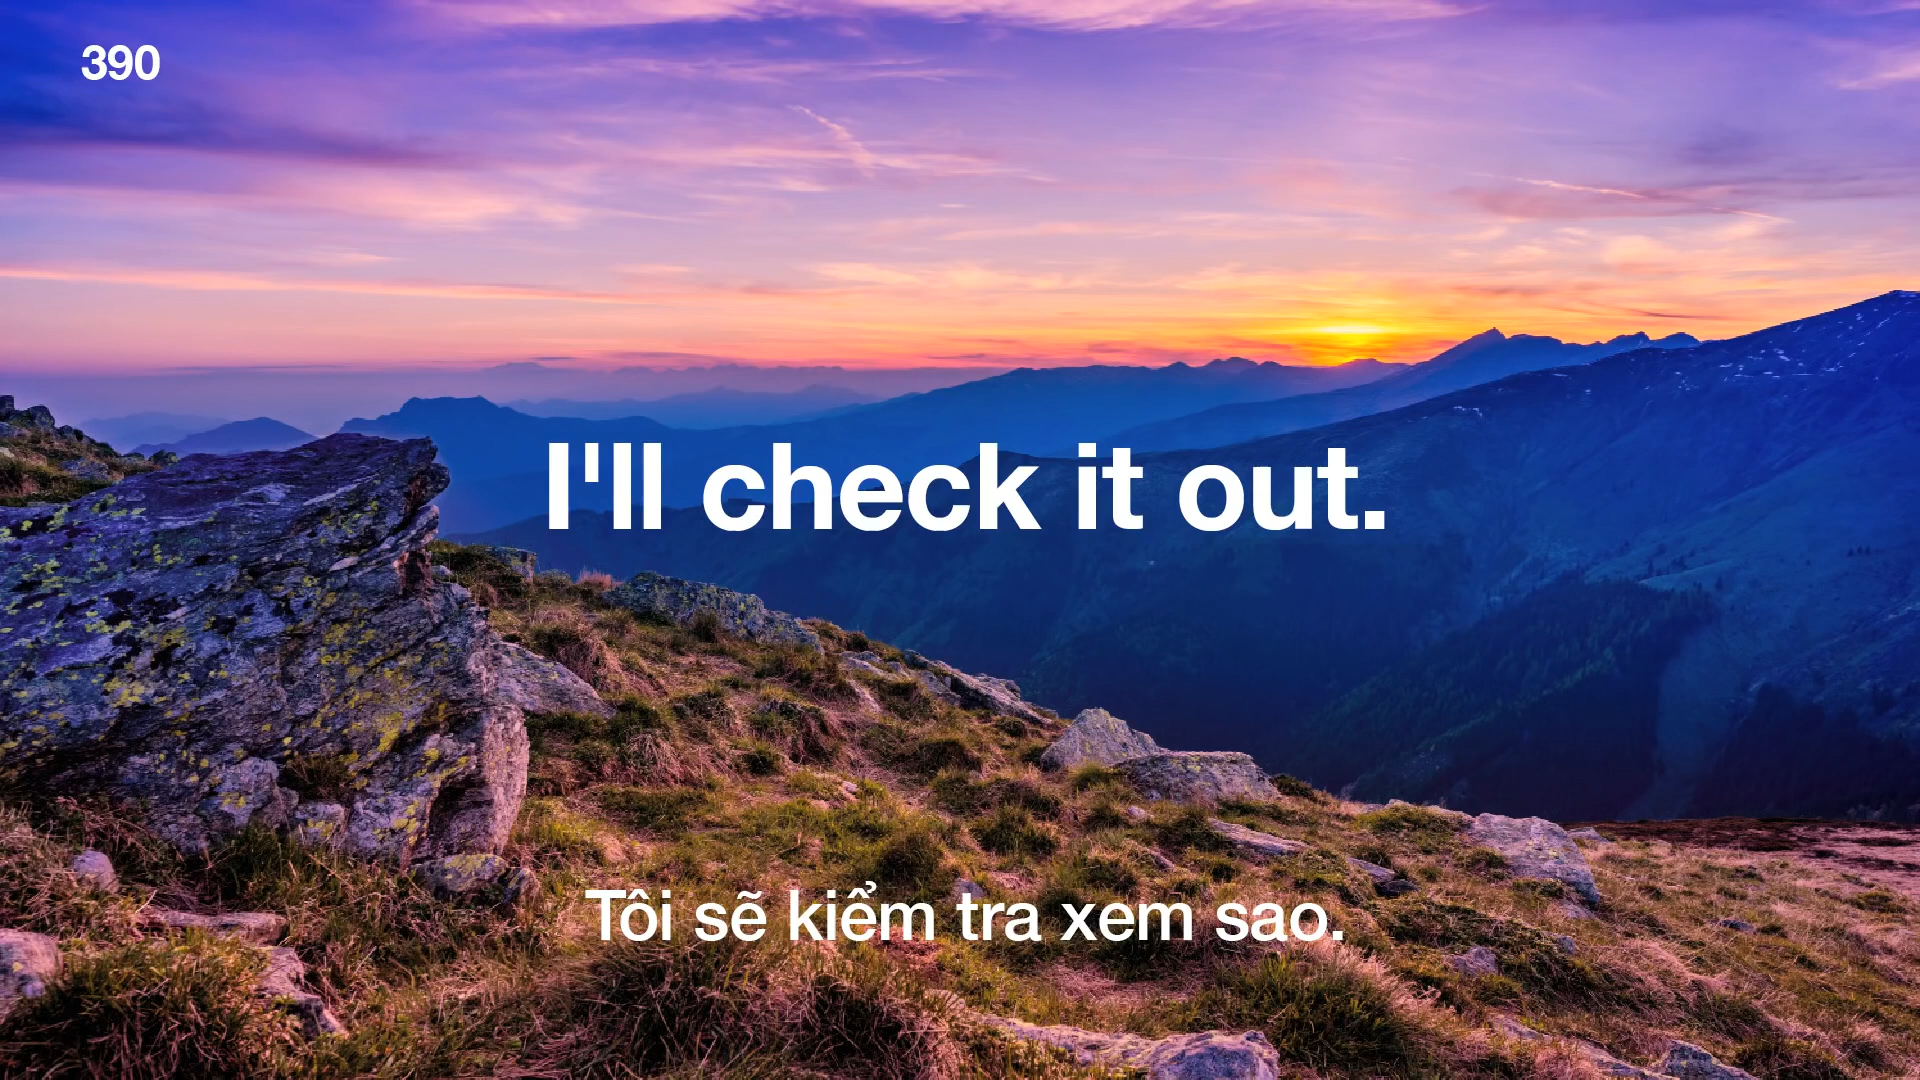 390
I'll check it out.
Tôi sẽ kiểm tra xem sao.